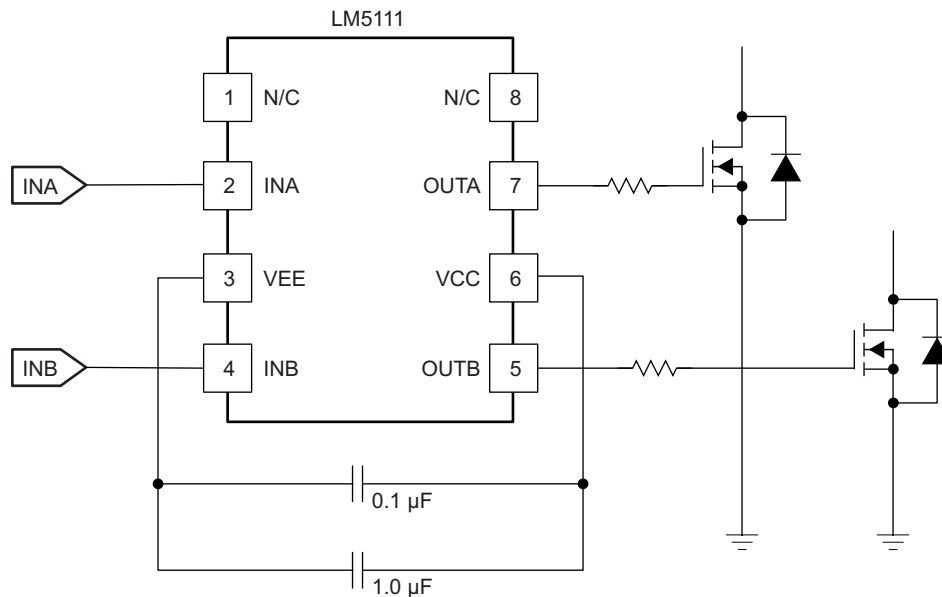 LM5111
1 N/C N/C 8
INA 2 INA OUTA 7
3 VEE VCC 6
INB 4 INB OUTB 5
0.1 µF
1.0 µF